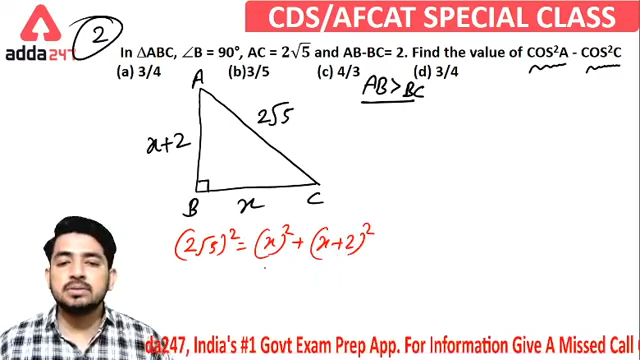 CDS/AFCAT SPECIAL CLASS
adda247
2
In ΔABC, ∠B = 90°, AC = 2√5 and AB-BC= 2. Find the value of COS²A - COS²C
(a) 3/4 (b)3/5 (c) 4/3 (d) 3/4
AB > BC
A
x+2
2√5
B
x
C
(2√5)² = (x)² + (x+2)²
da247, India's #1 Govt Exam Prep App. For Information Give A Missed Call